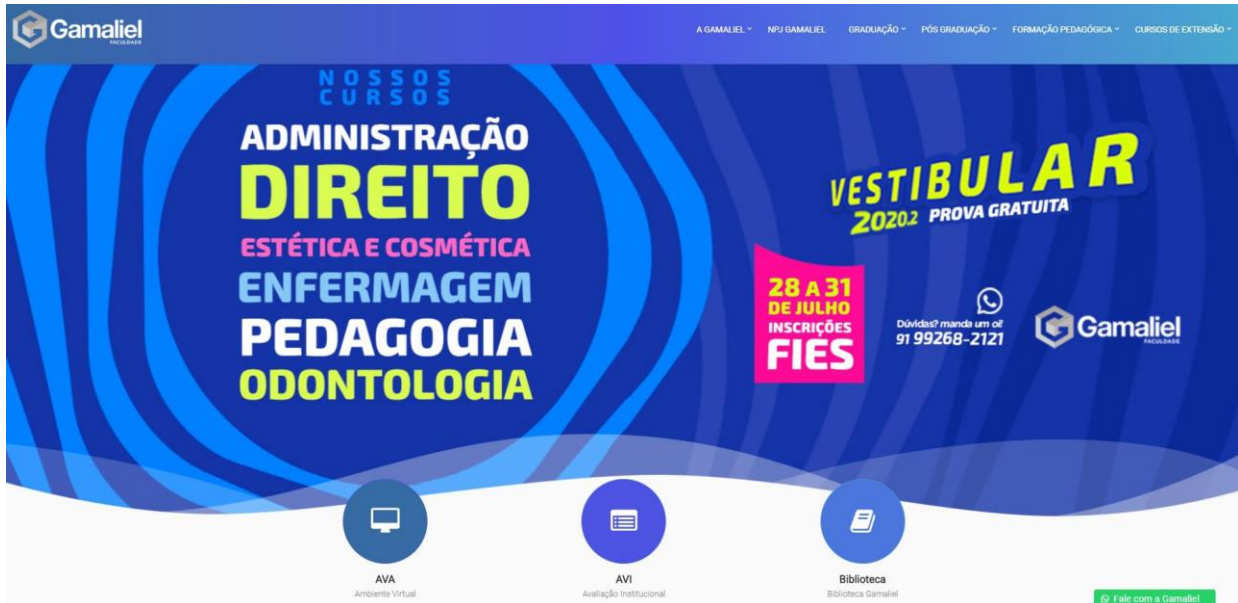 Gamaliel
FACULDADE
A GAMALIEL
NPJ GAMALIEL
GRADUAÇÃO
PÓS GRADUAÇÃO
FORMAÇÃO PEDAGÓGICA
CURSOS DE EXTENSÃO
NOSSOS
CURSOS
ADMINISTRAÇÃO
DIREITO
ESTÉTICA E COSMÉTICA
ENFERMAGEM
PEDAGOGIA
ODONTOLOGIA
VESTIBULAR
2020.2 PROVA GRATUITA
28 A 31
DE JULHO
INSCRIÇÕES
FIES
Dúvidas? manda um oi!
91 99268-2121
Gamaliel
FACULDADE
AVA
Ambiente Virtual
AVI
Avaliação Institucional
Biblioteca
Biblioteca Gamaliel
Fale com a Gamaliel